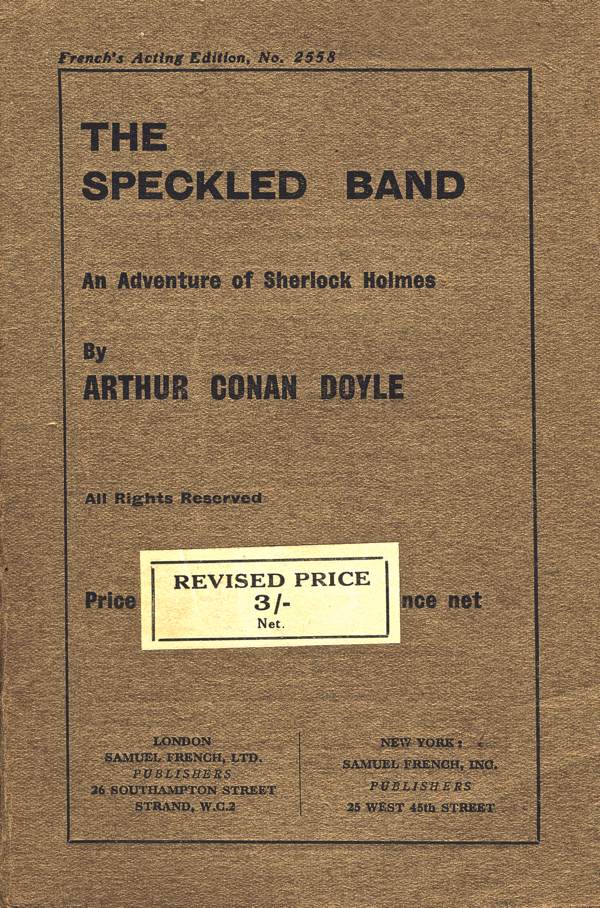 French's Acting Edition, No. 2558
THE
SPECKLED BAND
An Adventure of Sherlock Holmes
By
ARTHUR CONAN DOYLE
All Rights Reserved
Price
REVISED PRICE
3/-
Net.
nce net
LONDON
SAMUEL FRENCH, LTD.
PUBLISHERS
26 SOUTHAMPTON STREET
STRAND, W.C.2
NEW YORK:
SAMUEL FRENCH, INC.
PUBLISHERS
25 WEST 45th STREET